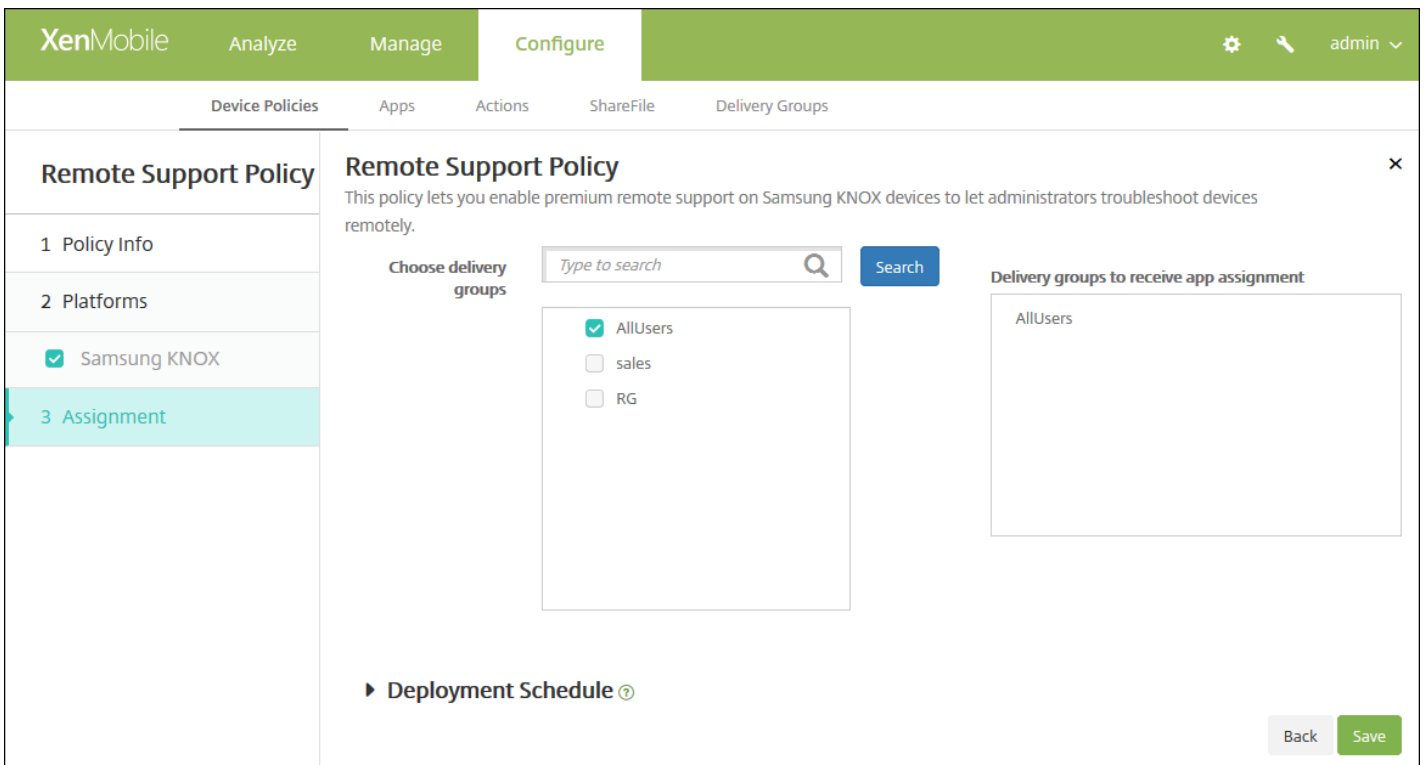 XenMobile Analyze Manage Configure admin
Device Policies Apps Actions ShareFile Delivery Groups
Remote Support Policy
1 Policy Info
2 Platforms
Samsung KNOX
3 Assignment
Remote Support Policy
This policy lets you enable premium remote support on Samsung KNOX devices to let administrators troubleshoot devices
remotely.
Choose delivery
groups
Type to search
Search
AllUsers
sales
RG
Delivery groups to receive app assignment
AllUsers
Deployment Schedule ?
Back Save